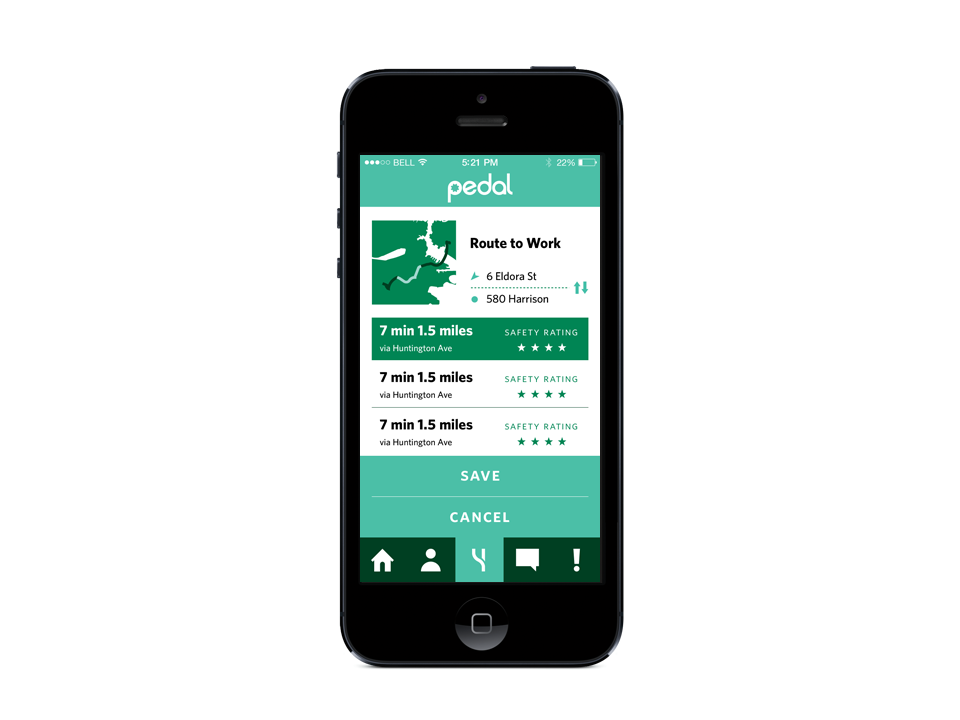 BELL 5:21 PM 22%
pedal
Route to Work
6 Eldora St
580 Harrison
7 min 1.5 miles SAFETY RATING
via Huntington Ave
7 min 1.5 miles SAFETY RATING
via Huntington Ave
7 min 1.5 miles SAFETY RATING
via Huntington Ave
SAVE
CANCEL
!